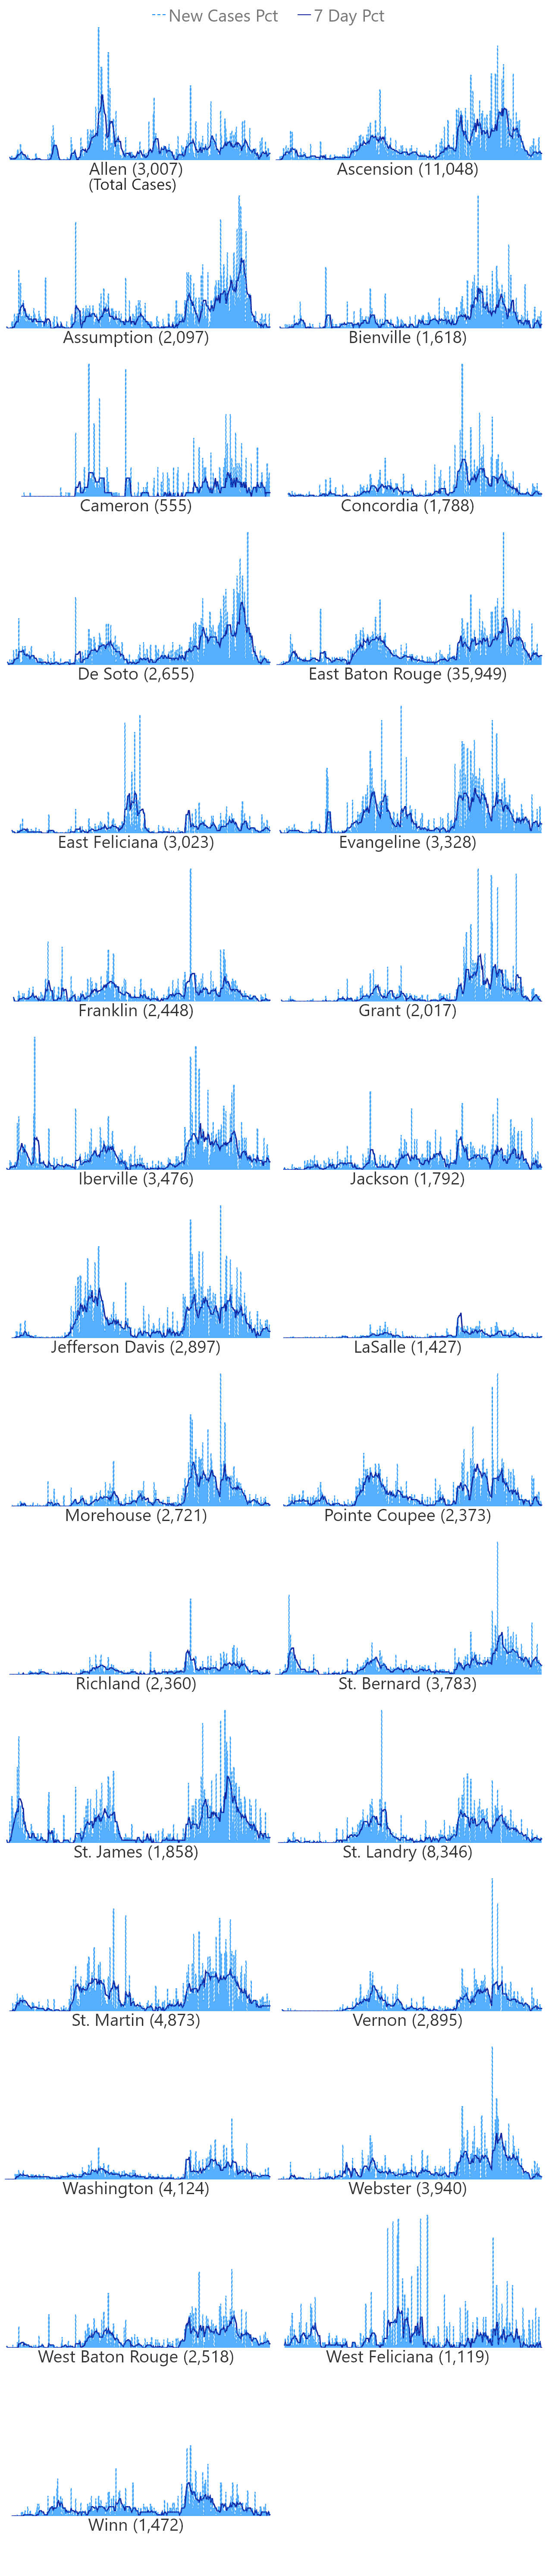 New Cases Pct 7 Day Pct
Allen (3,007) Ascension (11,048)
(Total Cases)
Assumption (2,097) Bienville (1,618)
Cameron (555) Concordia (1,788)
De Soto (2,655) East Baton Rouge (35,949)
East Feliciana (3,023) Evangeline (3,328)
Franklin (2,448) Grant (2,017)
Iberville (3,476) Jackson (1,792)
Jefferson Davis (2,897) LaSalle (1,427)
Morehouse (2,721) Pointe Coupee (2,373)
Richland (2,360) St. Bernard (3,783)
St. James (1,858) St. Landry (8,346)
St. Martin (4,873) Vernon (2,895)
Washington (4,124) Webster (3,940)
West Baton Rouge (2,518) West Feliciana (1,119)
Winn (1,472)